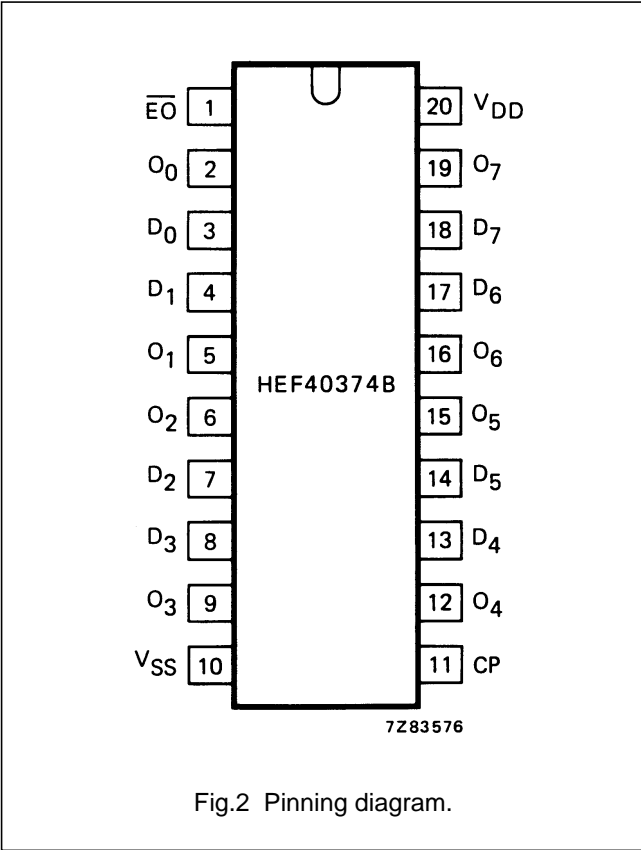 E̅O̅ 1 20 VDD
O0 2 19 O7
D0 3 18 D7
D1 4 17 D6
O1 5 16 O6
HEF40374B
O2 6 15 O5
D2 7 14 D5
D3 8 13 D4
O3 9 12 O4
VSS 10 11 CP
7Z83576
Fig.2 Pinning diagram.